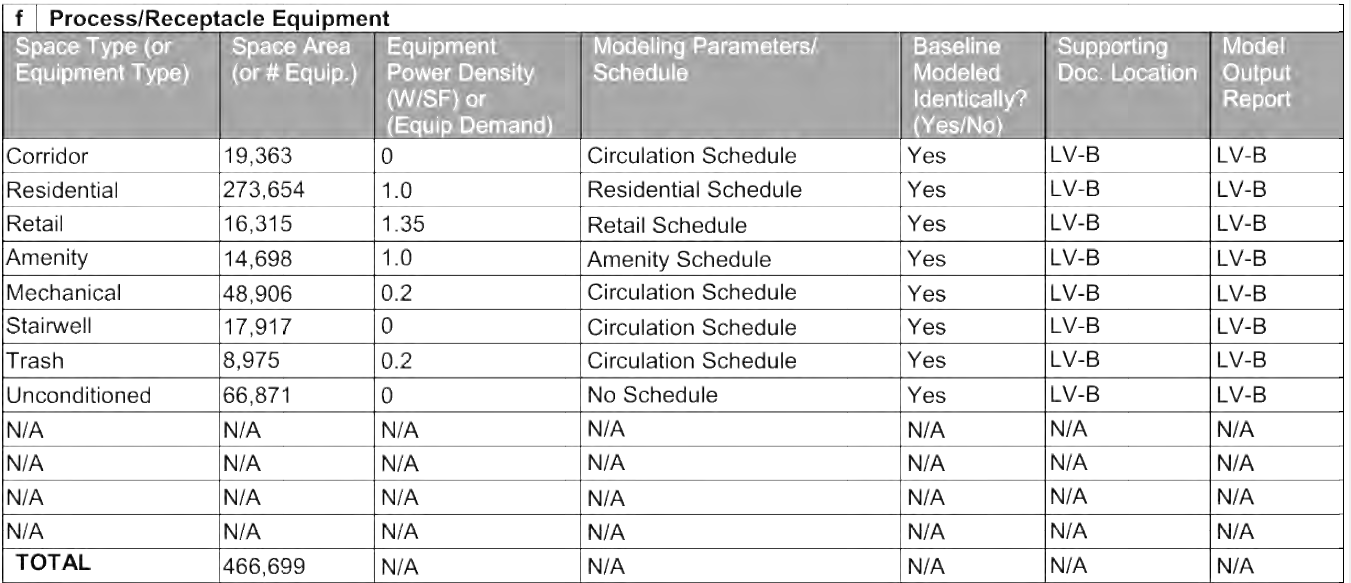 f Process/Receptacle Equipment
Space Type (or Equipment Type) Space Area (or # Equip.) Equipment Power Density (W/SF) or (Equip Demand) Modeling Parameters/ Schedule Baseline Modeled Identically? (Yes/No) Supporting Doc. Location Model Output Report
Corridor 19,363 0 Circulation Schedule Yes LV-B LV-B
Residential 273,654 1.0 Residential Schedule Yes LV-B LV-B
Retail 16,315 1.35 Retail Schedule Yes LV-B LV-B
Amenity 14,698 1.0 Amenity Schedule Yes LV-B LV-B
Mechanical 48,906 0.2 Circulation Schedule Yes LV-B LV-B
Stairwell 17,917 0 Circulation Schedule Yes LV-B LV-B
Trash 8,975 0.2 Circulation Schedule Yes LV-B LV-B
Unconditioned 66,871 0 No Schedule Yes LV-B LV-B
N/A N/A N/A N/A N/A N/A N/A
N/A N/A N/A N/A N/A N/A N/A
N/A N/A N/A N/A N/A N/A N/A
N/A N/A N/A N/A N/A N/A N/A
TOTAL 466,699 N/A N/A N/A N/A N/A